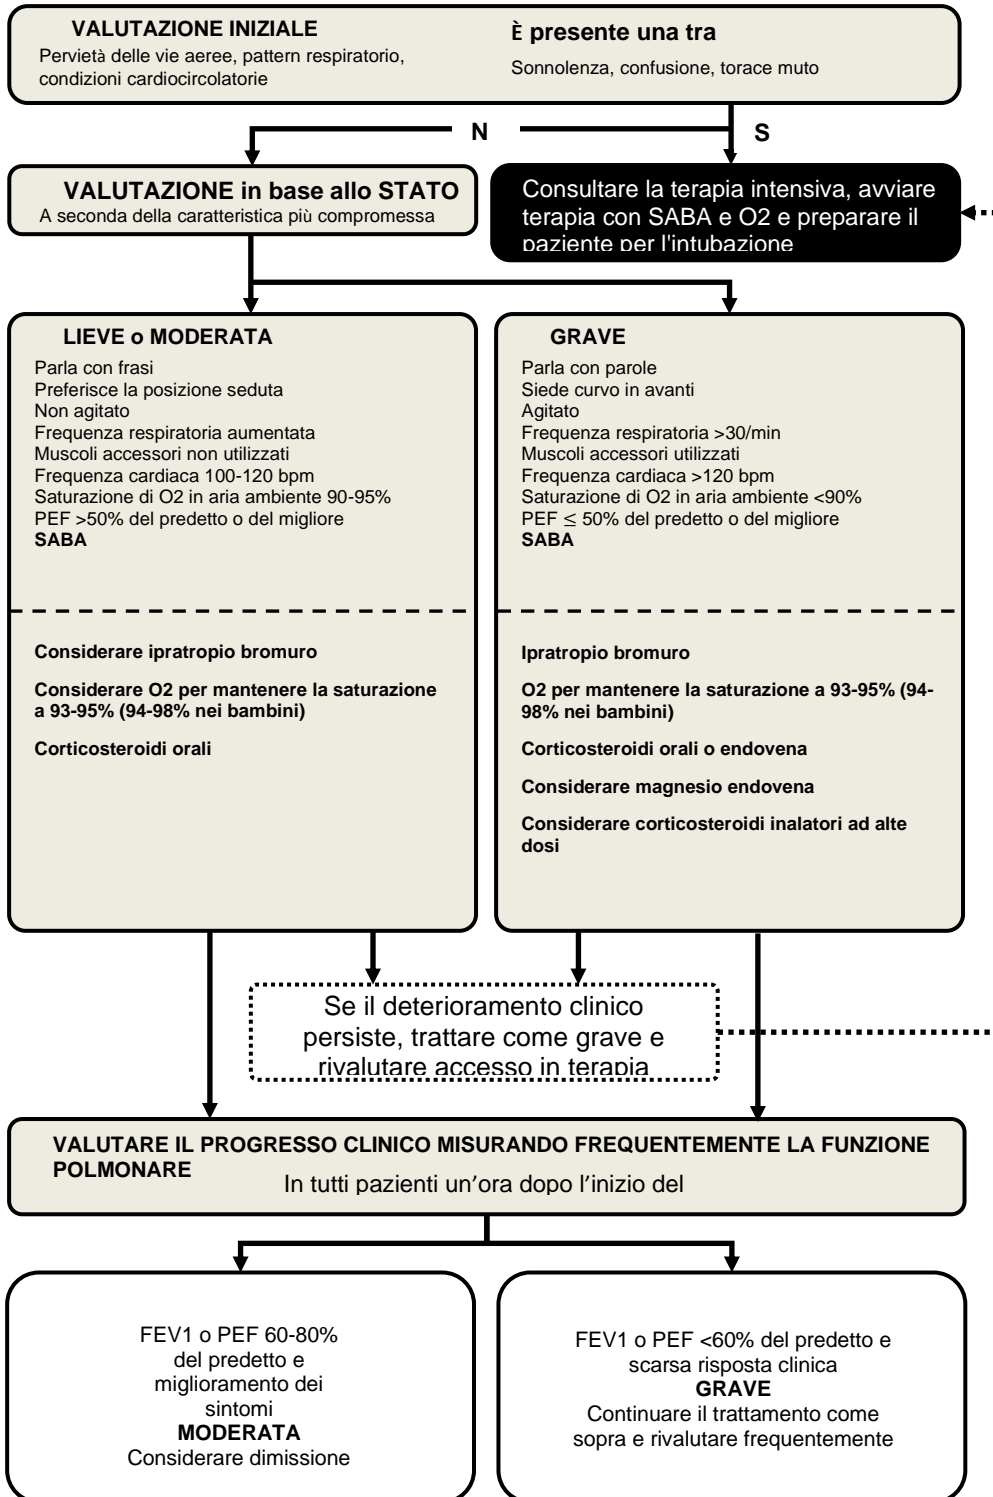 VALUTAZIONE INIZIALE
Pervietà delle vie aeree, pattern respiratorio,
condizioni cardiocircolatorie
È presente una tra
Sonnolenza, confusione, torace muto
N
S
VALUTAZIONE in base allo STATO
A seconda della caratteristica più compromessa
Consultare la terapia intensiva, avviare
terapia con SABA e O2 e preparare il
paziente per l'intubazione
LIEVE o MODERATA
Parla con frasi
Preferisce la posizione seduta
Non agitato
Frequenza respiratoria aumentata
Muscoli accessori non utilizzati
Frequenza cardiaca 100-120 bpm
Saturazione di O2 in aria ambiente 90-95%
PEF >50% del predetto o del migliore
SABA
Considerare ipratropio bromuro
Considerare O2 per mantenere la saturazione
a 93-95% (94-98% nei bambini)
Corticosteroidi orali
GRAVE
Parla con parole
Siede curvo in avanti
Agitato
Frequenza respiratoria >30/min
Muscoli accessori utilizzati
Frequenza cardiaca >120 bpm
Saturazione di O2 in aria ambiente <90%
PEF ≤ 50% del predetto o del migliore
SABA
Ipratropio bromuro
O2 per mantenere la saturazione a 93-95% (94-
98% nei bambini)
Corticosteroidi orali o endovena
Considerare magnesio endovena
Considerare corticosteroidi inalatori ad alte
dosi
Se il deterioramento clinico
persiste, trattare come grave e
rivalutare accesso in terapia
VALUTARE IL PROGRESSO CLINICO MISURANDO FREQUENTEMENTE LA FUNZIONE
POLMONARE
In tutti pazienti un'ora dopo l'inizio del
FEV1 o PEF 60-80%
del predetto e
miglioramento dei
sintomi
MODERATA
Considerare dimissione
FEV1 o PEF <60% del predetto e
scarsa risposta clinica
GRAVE
Continuare il trattamento come
sopra e rivalutare frequentemente